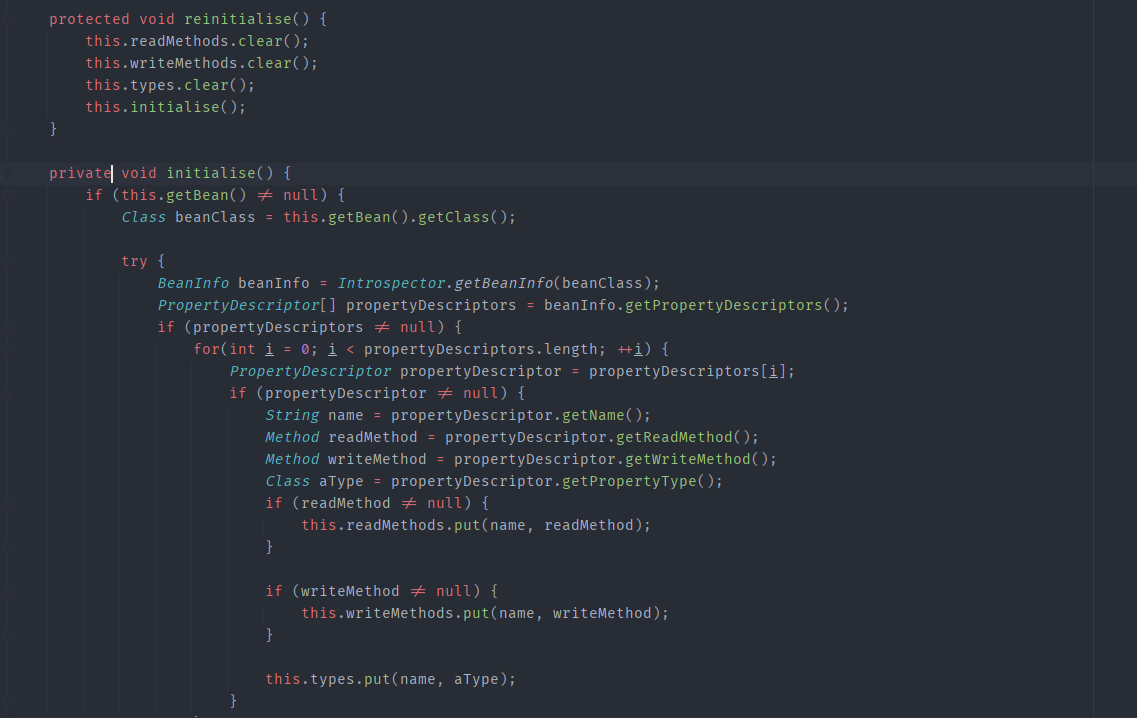 protected void reinitialise() {
this.readMethods.clear();
this.writeMethods.clear();
this.types.clear();
this.initialise();
}
private void initialise() {
if (this.getBean() ≠ null) {
Class beanClass = this.getBean().getClass();
try {
BeanInfo beanInfo = Introspector.getBeanInfo(beanClass);
PropertyDescriptor[] propertyDescriptors = beanInfo.getPropertyDescriptors();
if (propertyDescriptors ≠ null) {
for(int i = 0; i < propertyDescriptors.length; ++i) {
PropertyDescriptor propertyDescriptor = propertyDescriptors[i];
if (propertyDescriptor ≠ null) {
String name = propertyDescriptor.getName();
Method readMethod = propertyDescriptor.getReadMethod();
Method writeMethod = propertyDescriptor.getWriteMethod();
Class aType = propertyDescriptor.getPropertyType();
if (readMethod ≠ null) {
this.readMethods.put(name, readMethod);
}
if (writeMethod ≠ null) {
this.writeMethods.put(name, writeMethod);
}
this.types.put(name, aType);
}